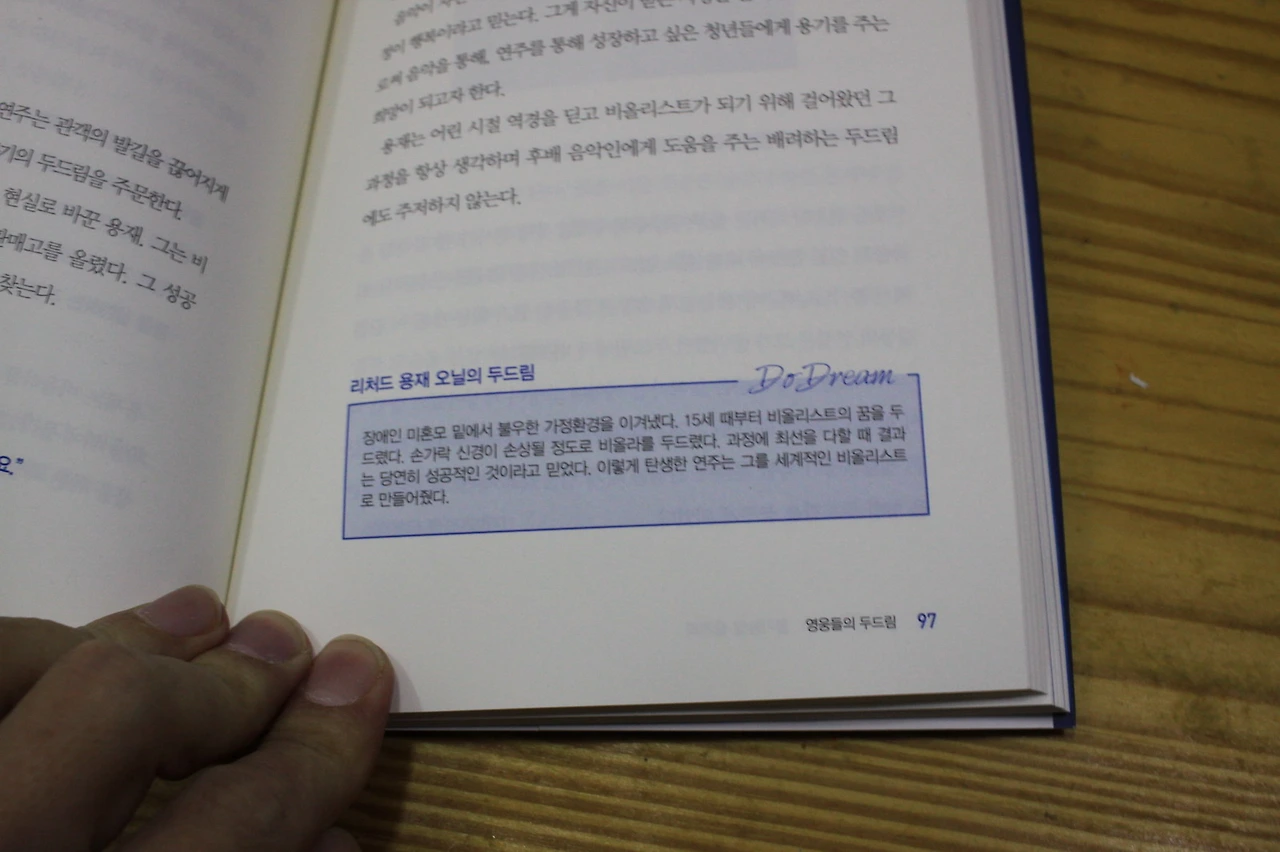 연주는 관객의 발길을 끊어지게
기의 두드림을 주문한다.
현실로 바꾼 용재. 그는 비
판매고를 올렸다. 그 성공
찾는다.
요."
정이 행복이라고 믿는다. 그게 자신이
로써 음악을 통해, 연주를 통해 성장하고 싶은 청년들에게 용기를 주는
희망이 되고자 한다.
용재는 어린 시절 역경을 딛고 비올리스트가 되기 위해 걸어왔던 그
과정을 항상 생각하며 후배 음악인에게 도움을 주는 배려하는 두드림
에도 주저하지 않는다.
리처드 용재 오닐의 두드림
Do Dream
장애인 미혼모 밑에서 불우한 가정환경을 이겨냈다. 15세 때부터 비올리스트의 꿈을 두
드렸다. 손가락 신경이 손상될 정도로 비올라를 두드렸다. 과정에 최선을 다할 때 결과
는 당연히 성공적인 것이라고 믿었다. 이렇게 탄생한 연주는 그를 세계적인 비올리스트
로 만들어줬다.
영웅들의 두드림 97